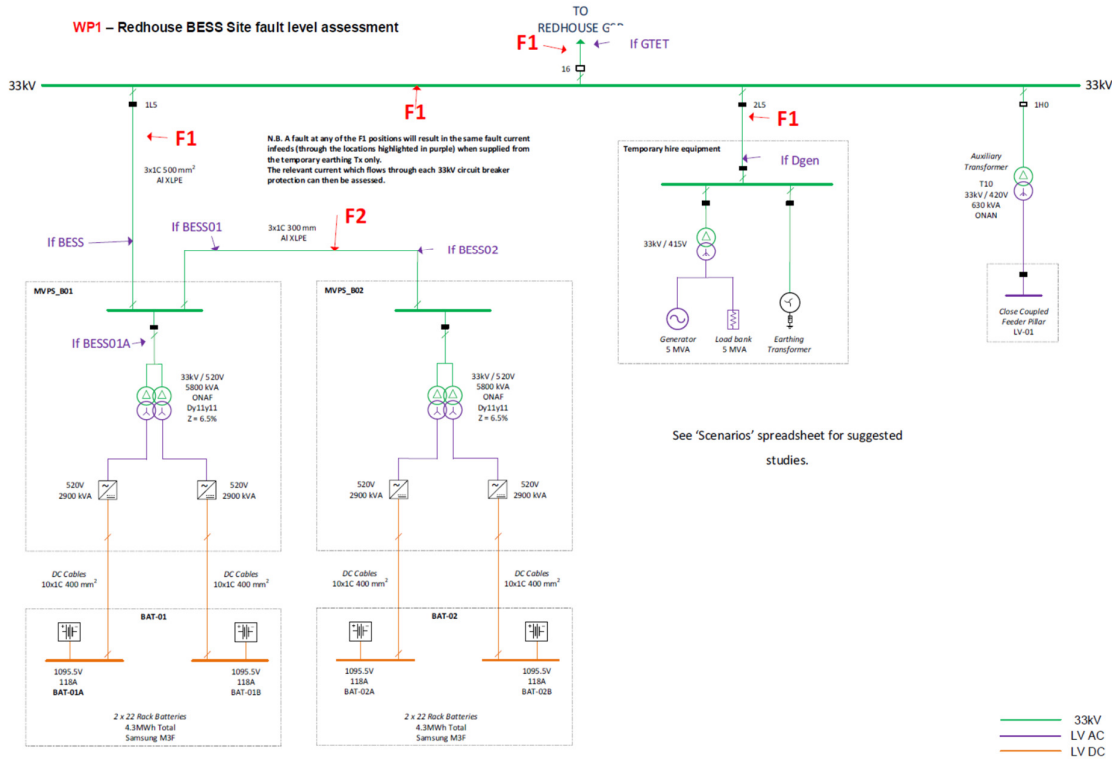 WP1 – Redhouse BESS Site fault level assessment
TO
REDHOUSE
F1
If GTET
16
33kV
33kV
1L5
F1
2L5
1H0
F1
F1
N.B. A fault at any of the F1 positions will result in the same fault current
infeeds (through the locations highlighted in purple) when supplied from
the temporary earthing Tx only.
The relevant current which flows through each 33kV circuit breaker
protection can then be assessed.
3x1C 500 mm²
Al XLPE
Temporary hire equipment
If Dgen
Auxiliary
Transformer
T10
33kV / 420V
630 kVA
ONAN
If BESS
If BESS01
3x1C 300 mm
Al XLPE
F2
If BESS02
33kV / 415V
MVPS_B01
MVPS_B02
Generator
5 MVA
Load bank
5 MVA
Earthing
Transformer
Close Coupled
Feeder Pillar
LV-01
If BESS01A
33kV / 520V
5800 kVA
ONAF
Dy11y11
Z = 6.5%
33kV / 520V
5800 kVA
ONAF
Dy11y11
Z = 6.5%
See ‘Scenarios’ spreadsheet for suggested
studies.
520V
2900 kVA
520V
2900 kVA
520V
2900 kVA
520V
2900 kVA
DC Cables
10x1C 400 mm²
DC Cables
10x1C 400 mm²
DC Cables
10x1C 400 mm²
DC Cables
10x1C 400 mm²
BAT-01
BAT-02
1095.5V
118A
BAT-01A
1095.5V
118A
BAT-01B
1095.5V
118A
BAT-02A
1095.5V
118A
BAT-02B
2 x 22 Rack Batteries
4.3MWh Total
Samsung M3F
2 x 22 Rack Batteries
4.3MWh Total
Samsung M3F
33kV
LV AC
LV DC